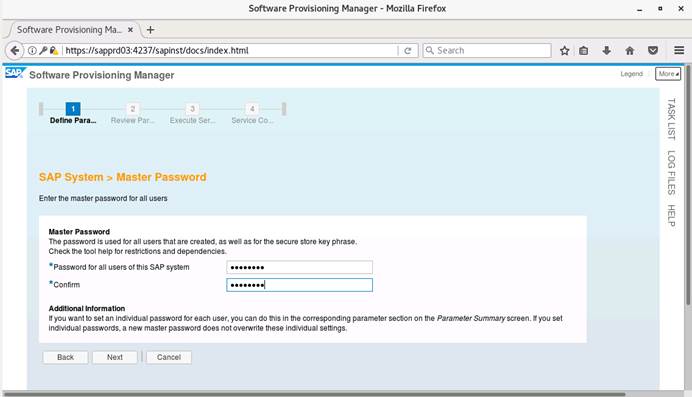 Software Provisioning Manager - Mozilla Firefox
Software Provisioning Ma...
https://sapprd03:4237/sapinst/docs/index.html
Search
SAP Software Provisioning Manager
Legend
More
1 2 3 4
Define Para... Review Par... Execute Ser... Service Co...
TASK LIST
LOG FILES
HELP
SAP System > Master Password
Enter the master password for all users
Master Password
The password is used for all users that are created, as well as for the secure store key phrase.
Check the tool help for restrictions and dependencies.
*Password for all users of this SAP system ●●●●●●●●
*Confirm ●●●●●●●●
Additional Information
If you want to set an individual password for each user, you can do this in the corresponding parameter section on the Parameter Summary screen. If you set
individual passwords, a new master password does not overwrite these individual settings.
Back Next Cancel